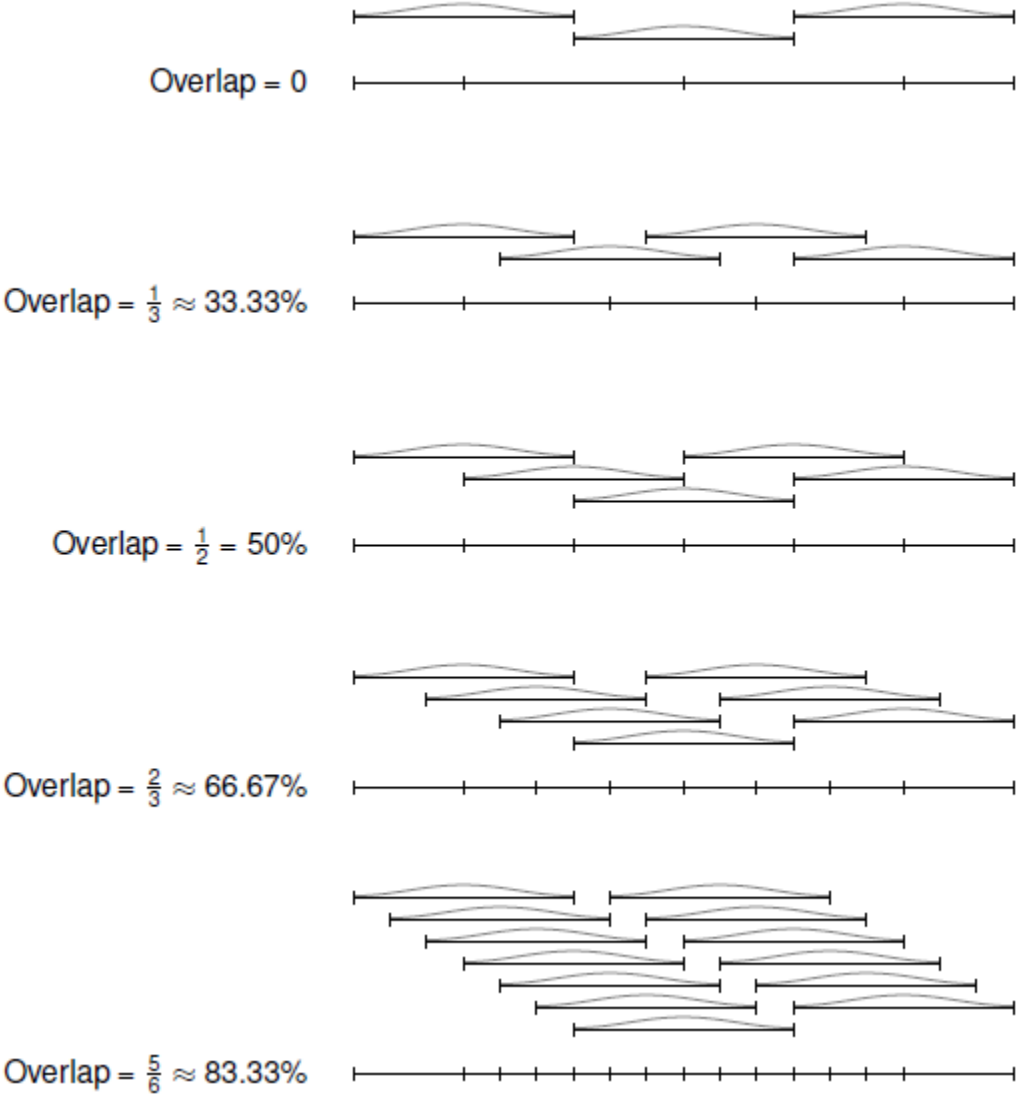 Overlap = 0
Overlap = 1/3 ≈ 33.33%
Overlap = 1/2 = 50%
Overlap = 2/3 ≈ 66.67%
Overlap = 5/6 ≈ 83.33%